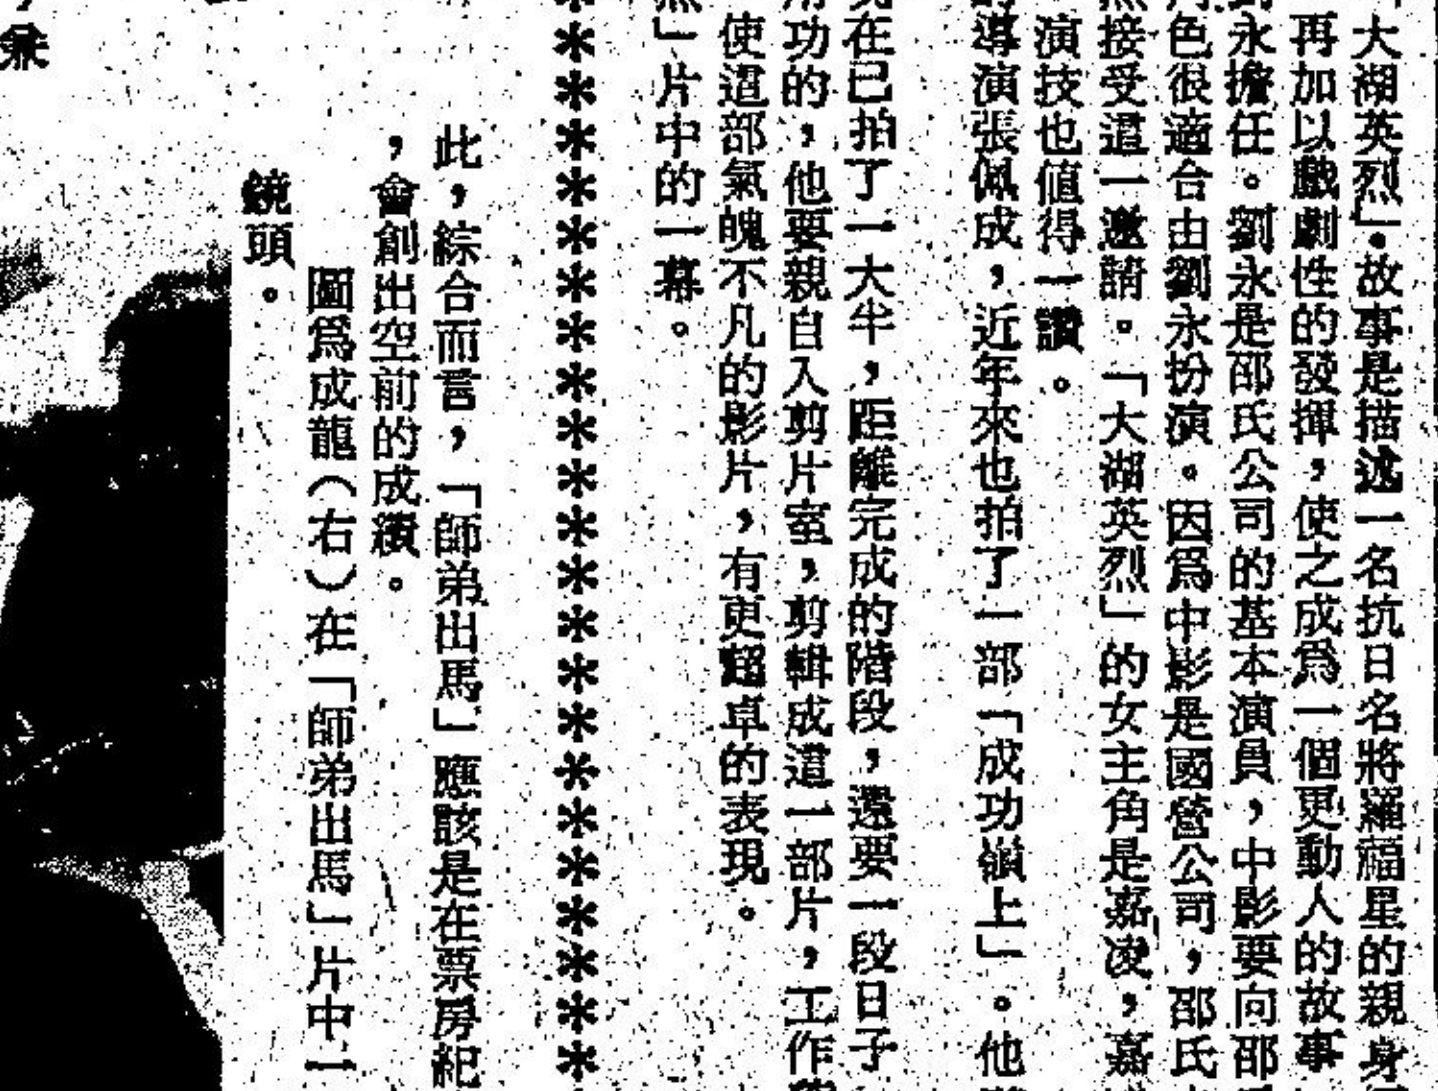 大湖英烈」。故事是描述一名抗日名將羅福星的親身
再加以戲劇性的發揮，使之成爲一個更動人的故事
永擔任。劉永是邵氏公司的基本演員，中影要向邵
色很適合由劉永扮演。因爲中影是國營公司，邵氏
接受這一邀請。「大湖英烈」的女主角是嘉凌，嘉
演技也値得一讚。
導演張佩成，近年來也拍了一部「成功嶺上」。他
在已拍了一大半，距離完成的階段，還要一段日子
功的，他要親自入剪片室，剪輯成這一部片，工作
使這部氣魄不凡的影片，有更超卓的表現。
」片中的一幕。
******************
此，綜合而言，「師弟出馬」應該是在票房紀
，會創出空前的成績。
圖爲成龍（右）在「師弟出馬」片中一
鏡頭。